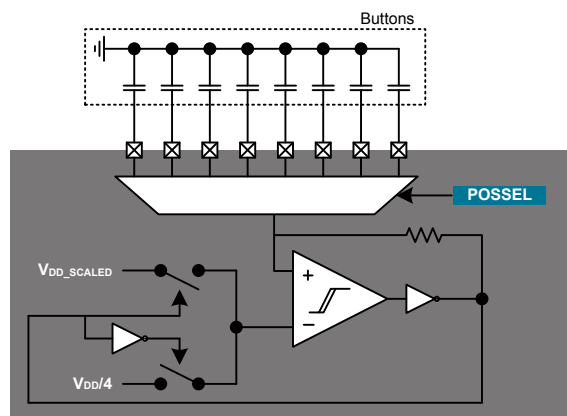 Buttons
POSSEL
VDD_SCALED
+
−
VDD/4